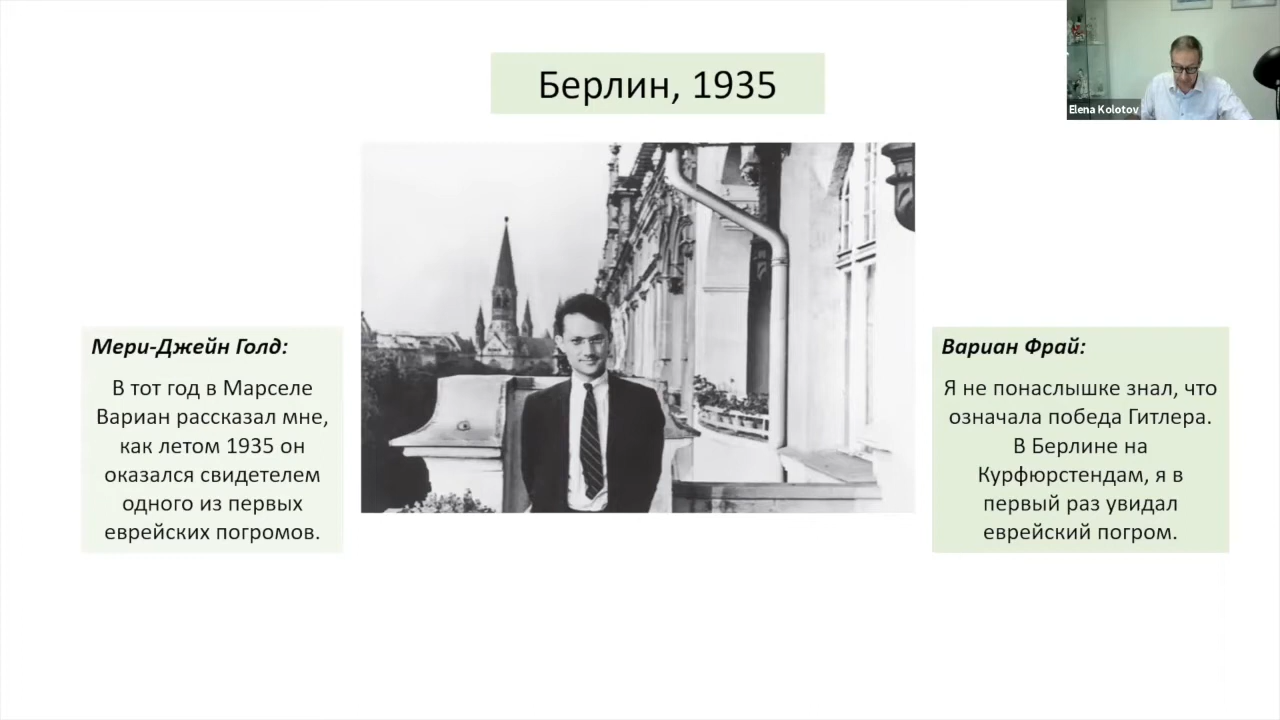 Берлин, 1935
Elena Kolotov
Мери-Джейн Голд:
В тот год в Марселе
Вариан рассказал мне,
как летом 1935 он
оказался свидетелем
одного из первых
еврейских погромов.
Вариан Фрай:
Я не понаслышке знал, что
означала победа Гитлера.
В Берлине на
Курфюрстендам, я в
первый раз увидал
еврейский погром.